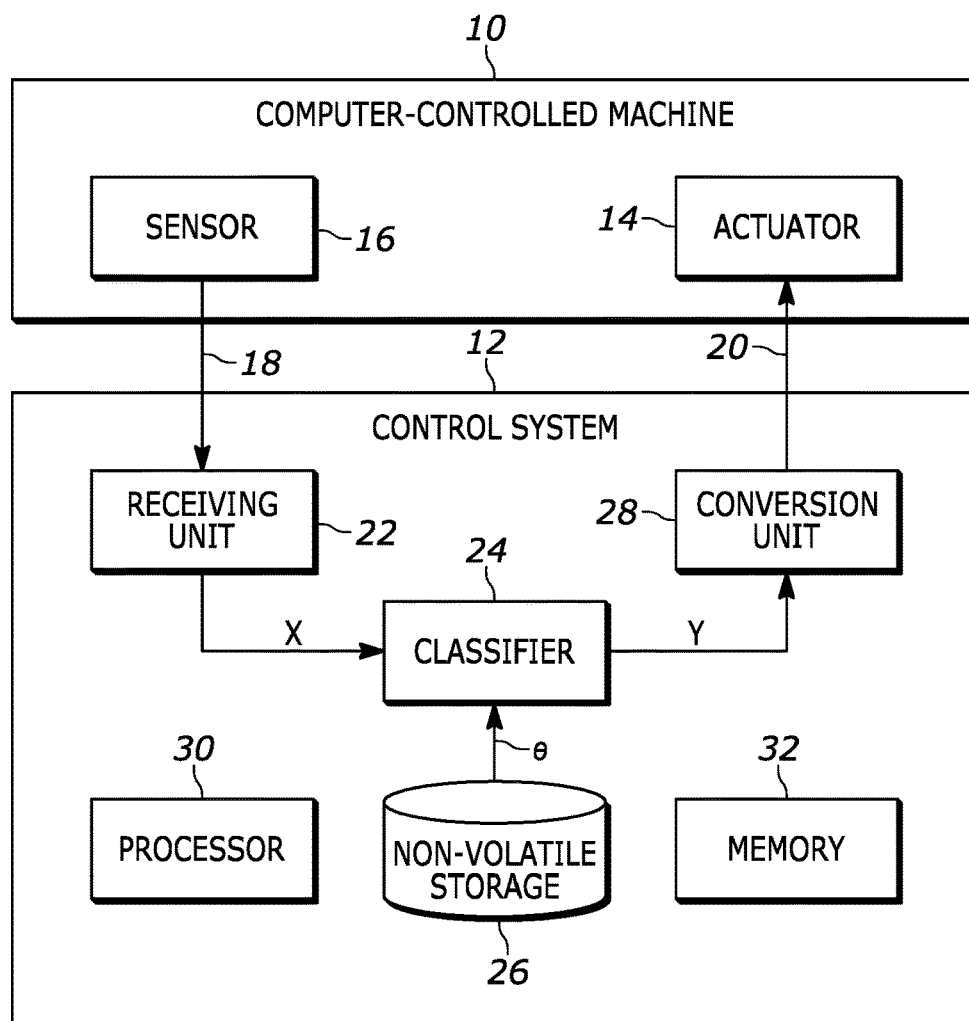 10
COMPUTER-CONTROLLED MACHINE
SENSOR
16
14
ACTUATOR
18
12
20
CONTROL SYSTEM
RECEIVING
UNIT
22
28
CONVERSION
UNIT
24
X
CLASSIFIER
Y
θ
30
32
PROCESSOR
NON-VOLATILE
STORAGE
MEMORY
26